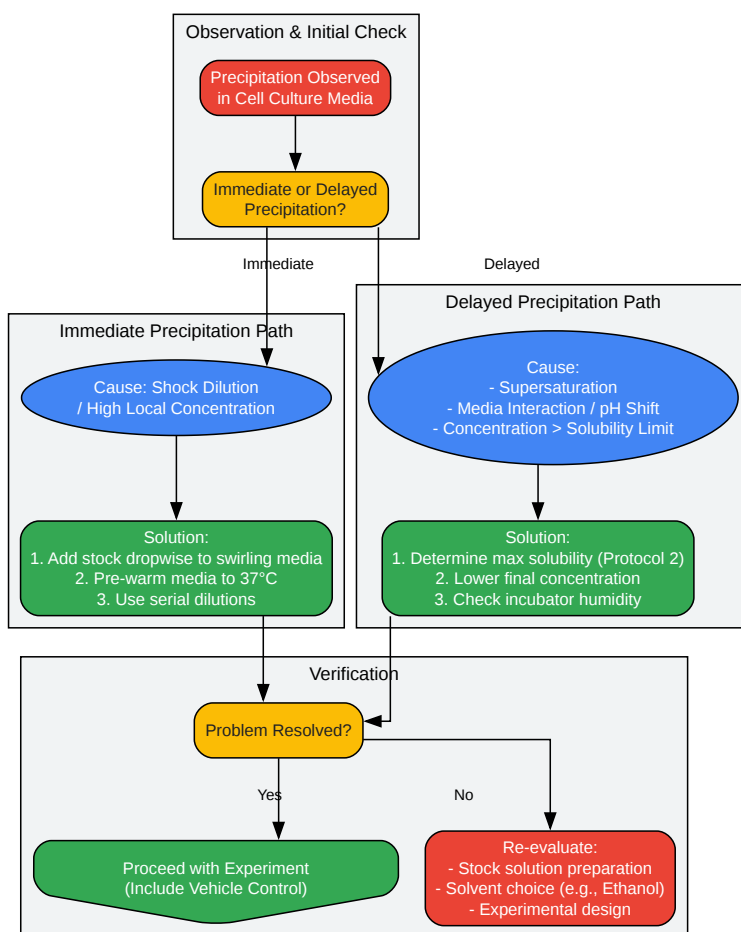 Observation & Initial Check
Precipitation Observed
in Cell Culture Media
Immediate or Delayed
Precipitation?
Immediate
Delayed
Immediate Precipitation Path
Cause: Shock Dilution
/ High Local Concentration
Solution:
1. Add stock dropwise to swirling media
2. Pre-warm media to 37°C
3. Use serial dilutions
Delayed Precipitation Path
Cause:
- Supersaturation
- Media Interaction / pH Shift
- Concentration > Solubility Limit
Solution:
1. Determine max solubility (Protocol 2)
2. Lower final concentration
3. Check incubator humidity
Verification
Problem Resolved?
Yes
No
Proceed with Experiment
(Include Vehicle Control)
Re-evaluate:
- Stock solution preparation
- Solvent choice (e.g., Ethanol)
- Experimental design